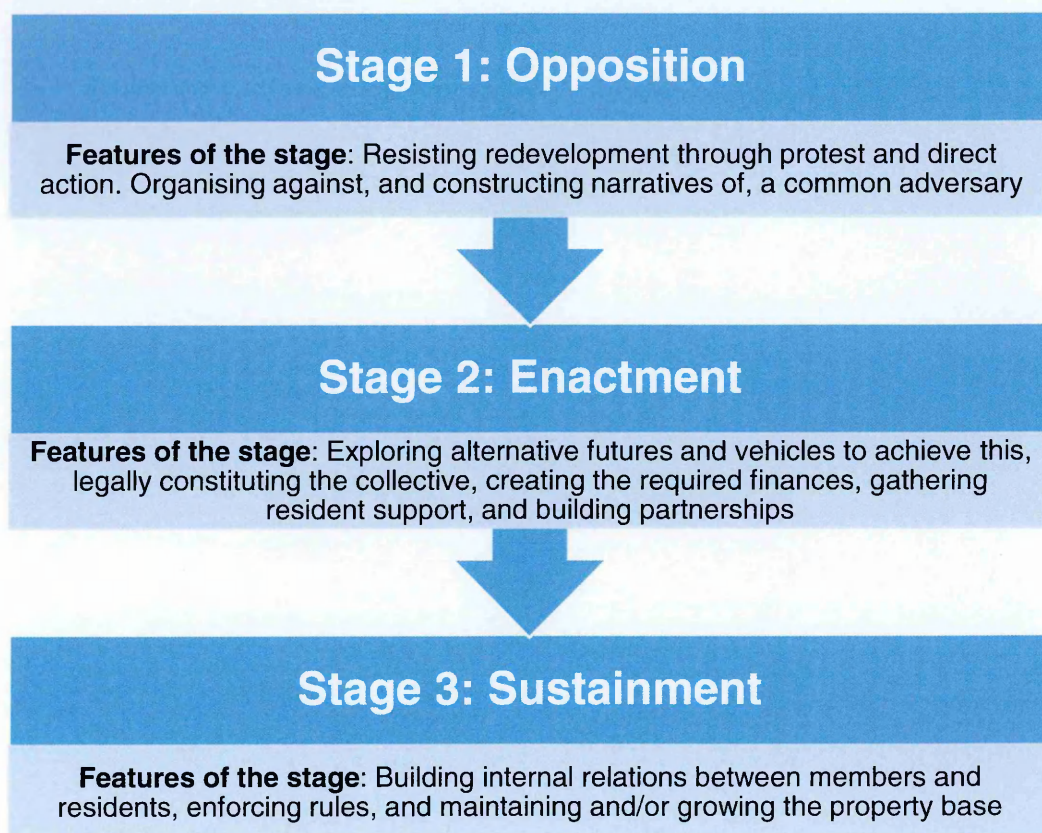 Stage 1: Opposition
Features of the stage: Resisting redevelopment through protest and direct
action. Organising against, and constructing narratives of, a common adversary
Stage 2: Enactment
Features of the stage: Exploring alternative futures and vehicles to achieve this,
legally constituting the collective, creating the required finances, gathering
resident support, and building partnerships
Stage 3: Sustainment
Features of the stage: Building internal relations between members and
residents, enforcing rules, and maintaining and/or growing the property base